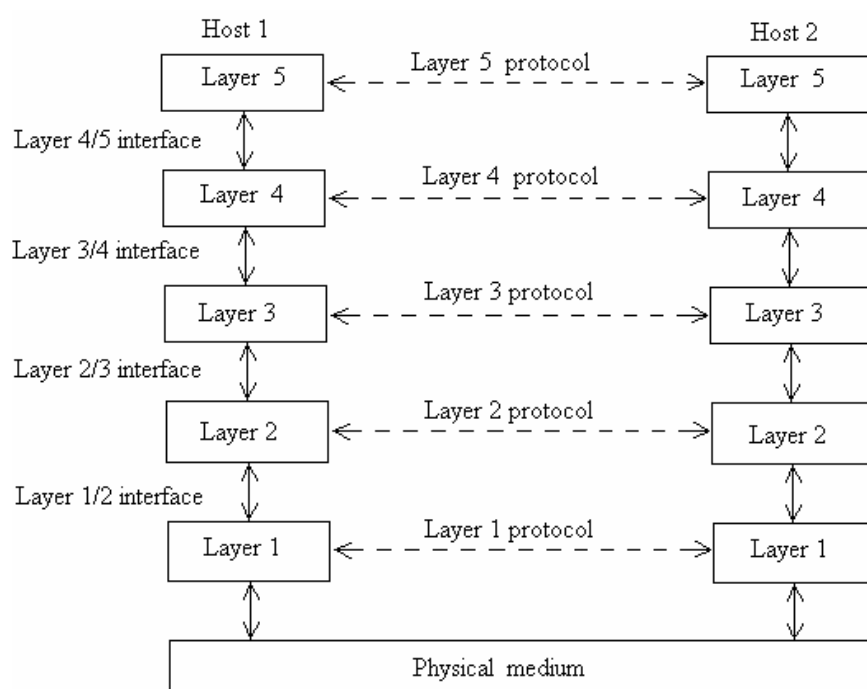 Host 1
Host 2
Layer 5
Layer 5 protocol
Layer 5
Layer 4/5 interface
Layer 4
Layer 4 protocol
Layer 4
Layer 3/4 interface
Layer 3
Layer 3 protocol
Layer 3
Layer 2/3 interface
Layer 2
Layer 2 protocol
Layer 2
Layer 1/2 interface
Layer 1
Layer 1 protocol
Layer 1
Physical medium